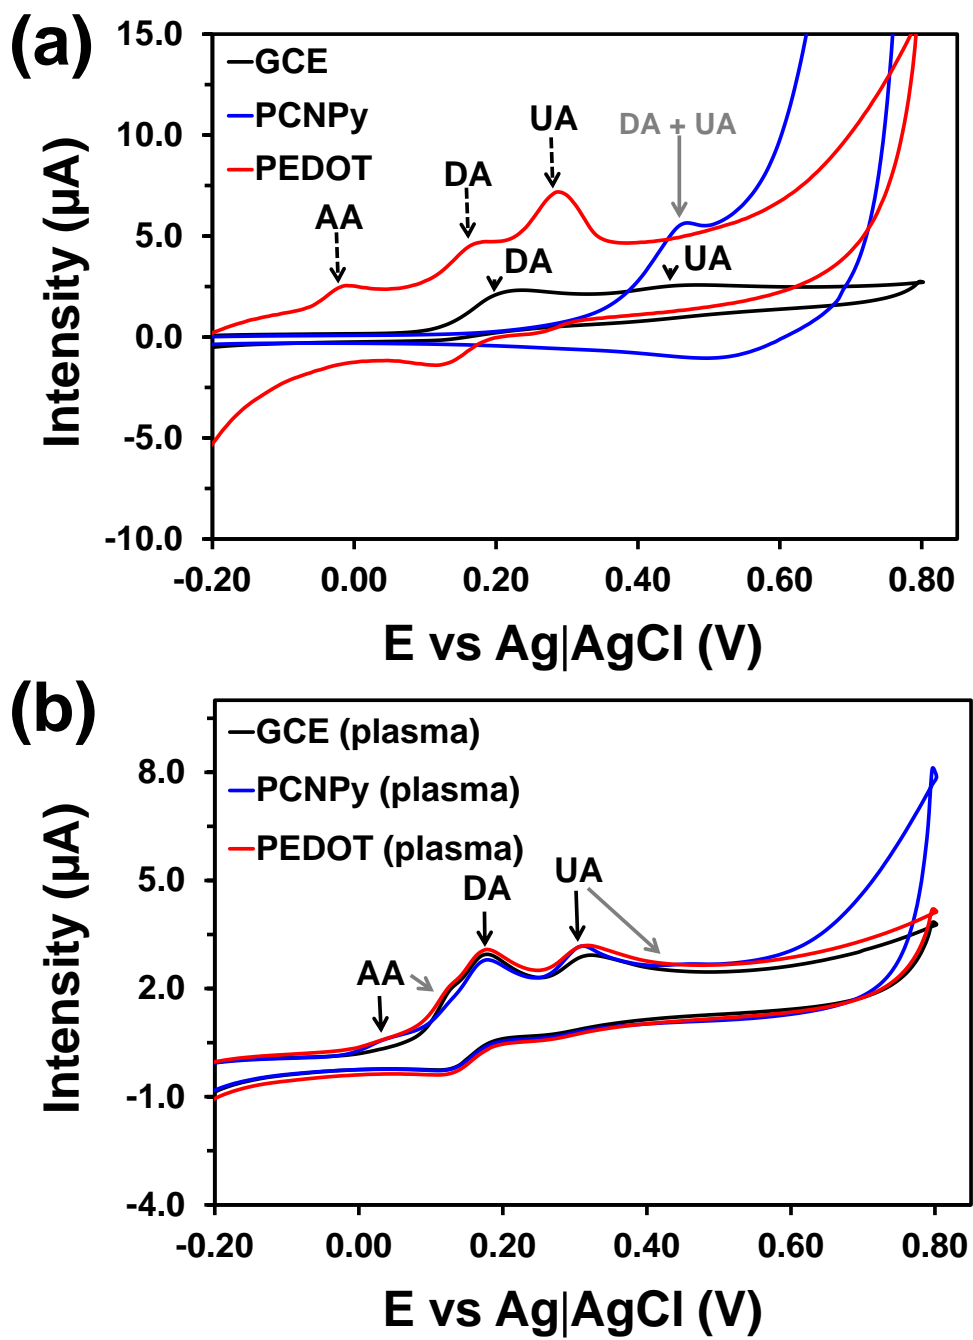 (a)
15.0
GCE
PCNPy
UA
DA + UA
10.0
PEDOT
DA
AA
5.0
DA
UA
0.0
-5.0
-10.0
Intensity (µA)
-0.20 0.00 0.20 0.40 0.60 0.80
E vs Ag|AgCl (V)
(b)
GCE (plasma)
8.0
PCNPy (plasma)
PEDOT (plasma)
5.0
DA
UA
AA
2.0
-1.0
-4.0
Intensity (µA)
-0.20 0.00 0.20 0.40 0.60 0.80
E vs Ag|AgCl (V)